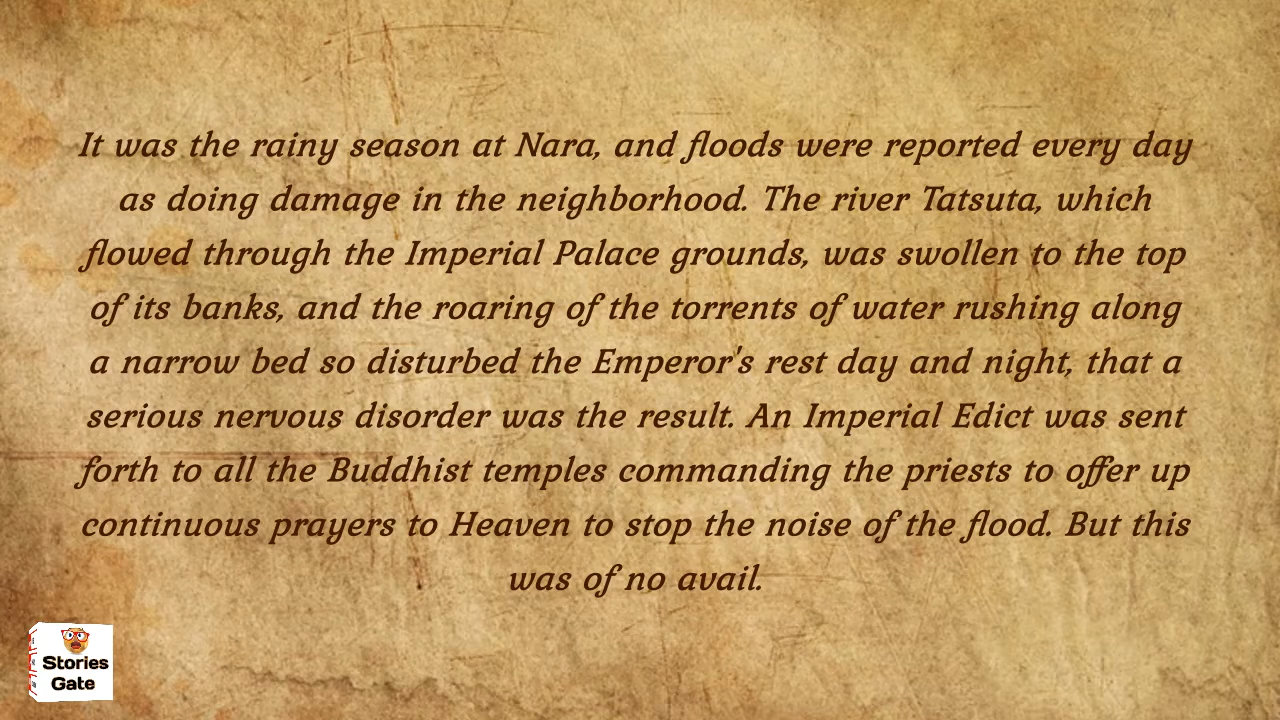 It was the rainy season at Nara, and floods were reported every day
as doing damage in the neighborhood. The river Tatsuta, which
flowed through the Imperial Palace grounds, was swollen to the top
of its banks, and the roaring of the torrents of water rushing along
a narrow bed so disturbed the Emperor's rest day and night, that a
serious nervous disorder was the result. An Imperial Edict was sent
forth to all the Buddhist temples commanding the priests to offer up
continuous prayers to Heaven to stop the noise of the flood. But this
was of no avail.
Stories
Gate